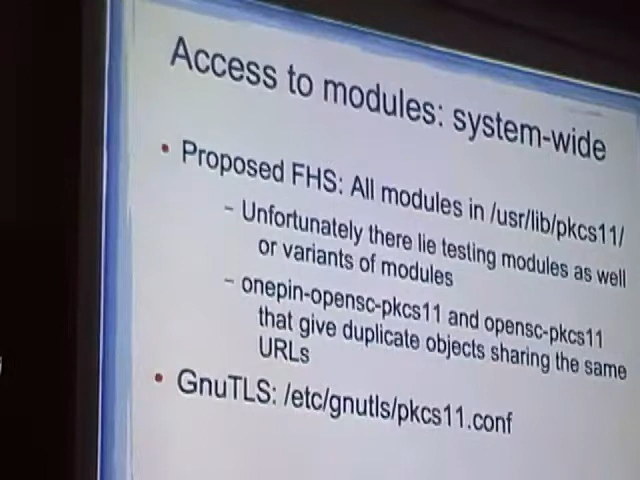 Access to modules: system-wide
• Proposed FHS: All modules in /usr/lib/pkcs11/
– Unfortunately there lie testing modules as well
or variants of modules
– onepin-opensc-pkcs11 and opensc-pkcs11
that give duplicate objects sharing the same
URLs
• GnuTLS: /etc/gnutls/pkcs11.conf